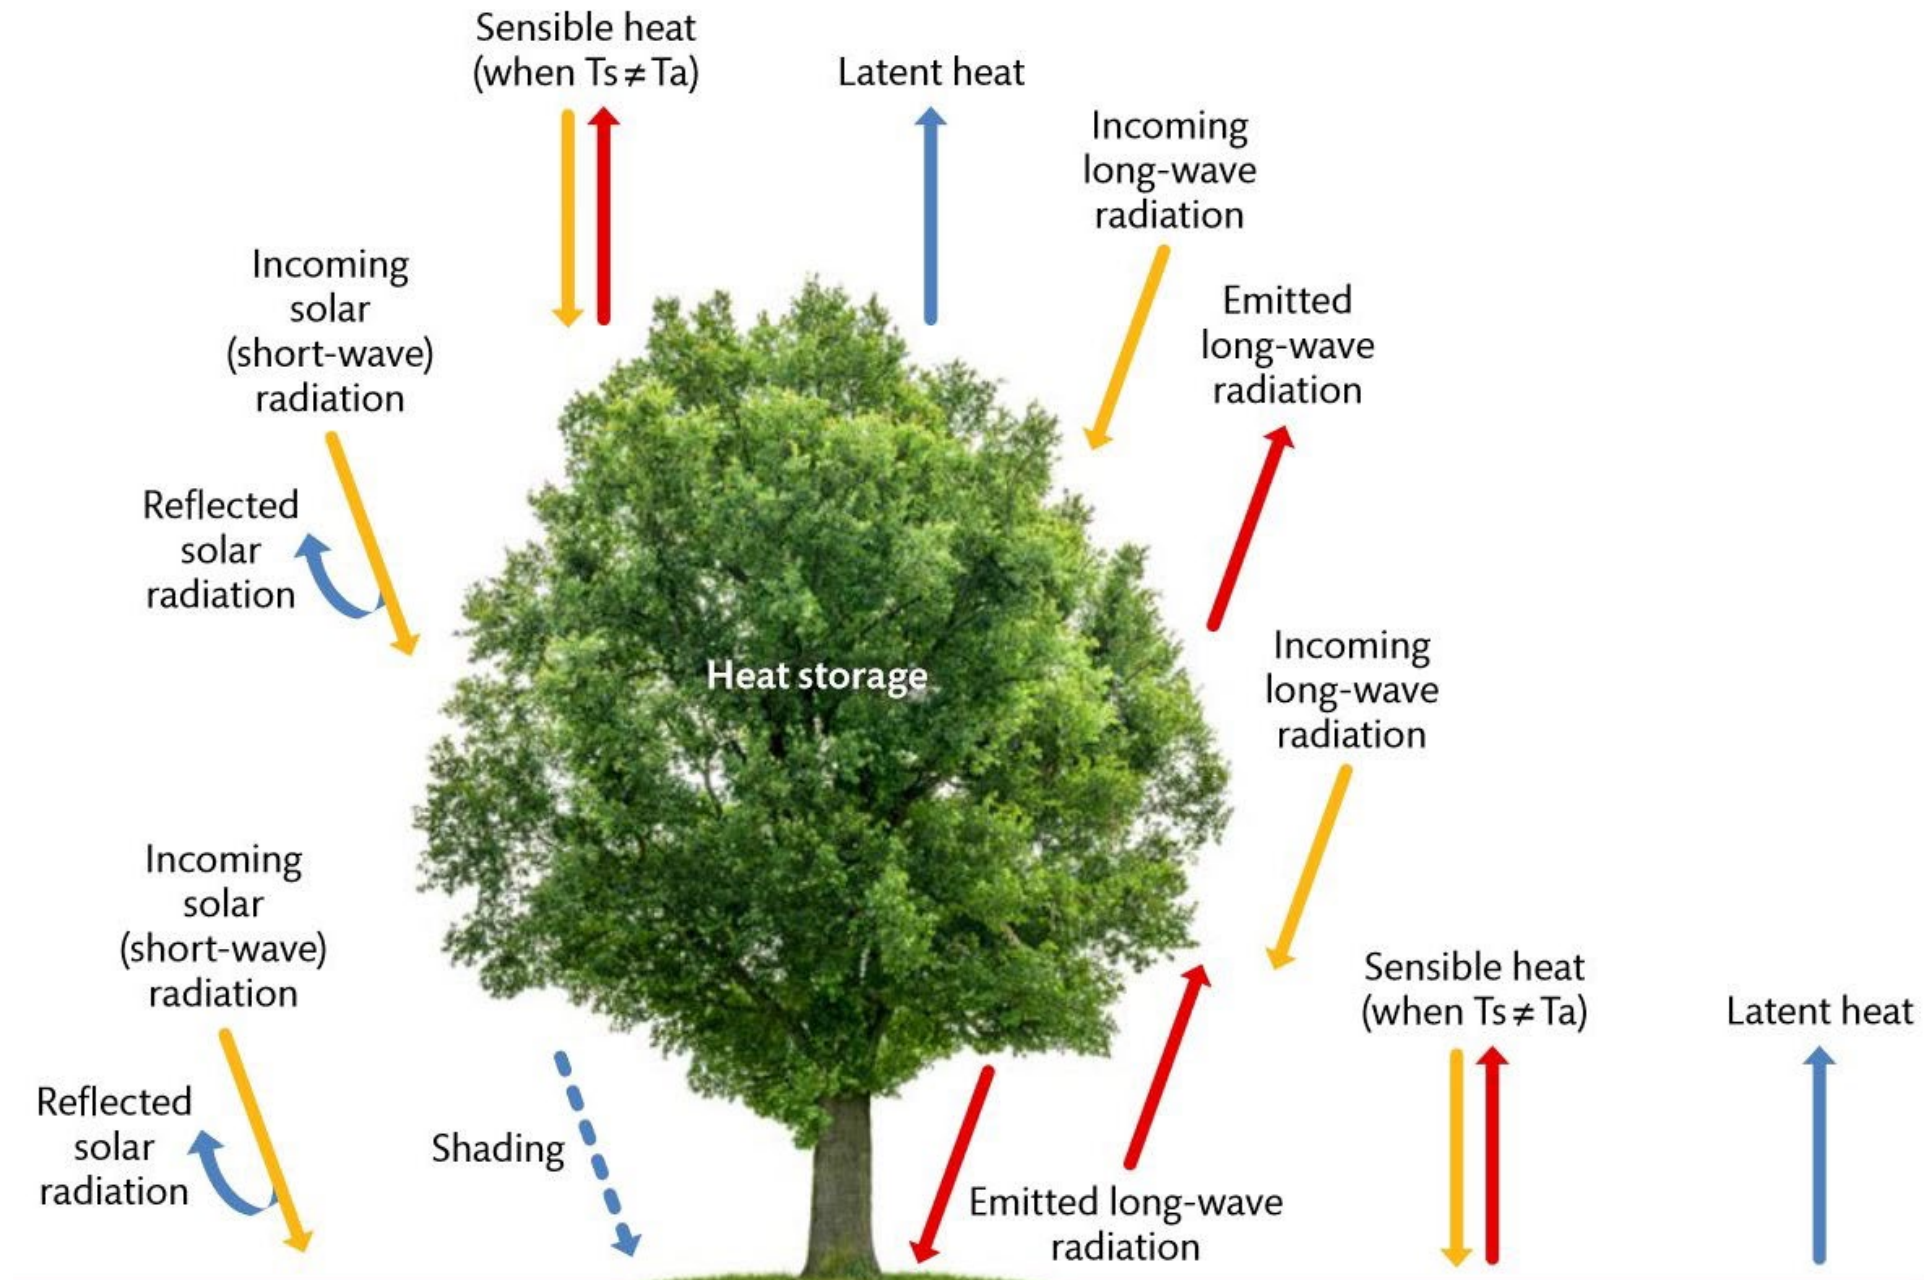 Sensible heat
(when Ts ≠ Ta)
Latent heat
Incoming
long-wave
radiation
Incoming
solar
(short-wave)
radiation
Emitted
long-wave
radiation
Reflected
solar
radiation
Heat storage
Incoming
long-wave
radiation
Incoming
solar
(short-wave)
radiation
Sensible heat
(when Ts ≠ Ta)
Latent heat
Reflected
solar
radiation
Shading
Emitted long-wave
radiation